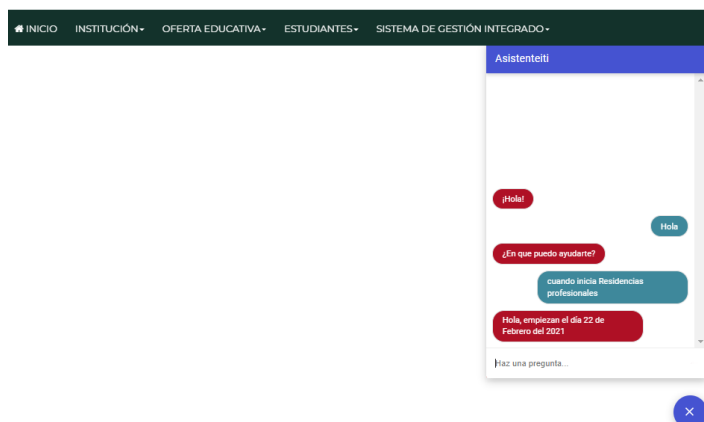 INICIO INSTITUCIÓN OFERTA EDUCATIVA ESTUDIANTES SISTEMA DE GESTIÓN INTEGRADO
Asistenteiti
¡Hola!
Hola
¿En que puedo ayudarte?
cuando inicia Residencias
profesionales
Hola, empiezan el día 22 de
Febrero del 2021
Haz una pregunta...